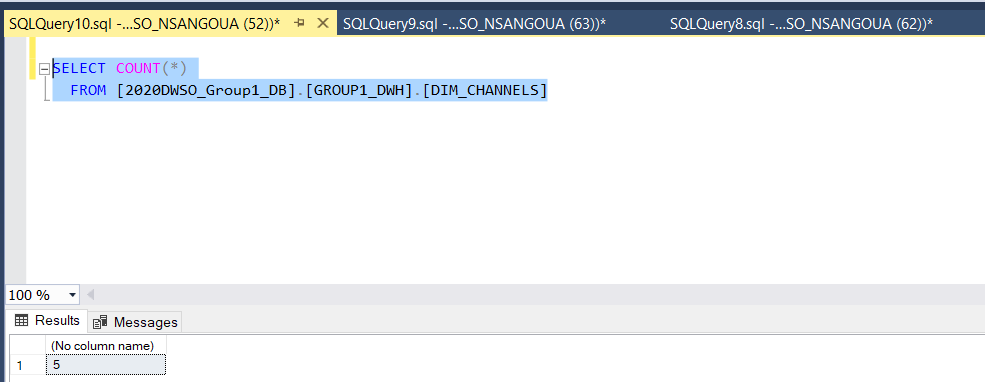 SQLQuery10.sql -...SO_NSANGOUA (52))* SQLQuery9.sql -...SO_NSANGOUA (63))* SQLQuery8.sql -...SO_NSANGOUA (62))*
SELECT COUNT(*)
FROM [2020DWSO_Group1_DB].[GROUP1_DWH].[DIM_CHANNELS]
100 %
Results Messages
(No column name)
1 5